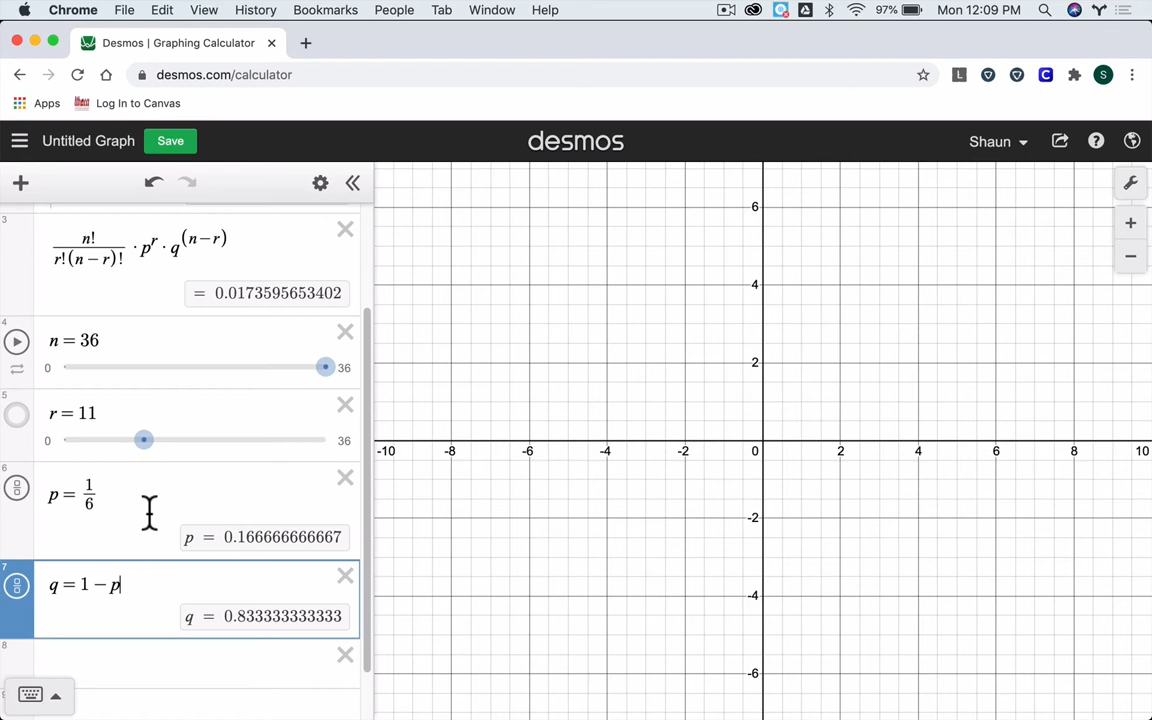 Chrome File Edit View History Bookmarks People Tab Window Help 97% Mon 12:09 PM
Desmos | Graphing Calculator
desmos.com/calculator L C S
Apps Log In to Canvas
Untitled Graph Save desmos Shaun
3
n!/(r!(n−r)!) · p^r · q^(n−r)
= 0.0173595653402
4
n = 36
0 36
5
r = 11
0 36
6
p = 1/6
p = 0.166666666667
7
q = 1 − p
q = 0.833333333333
8
9
6
4
2
-10 -8 -6 -4 -2 0 2 4 6 8 10
-2
-4
-6